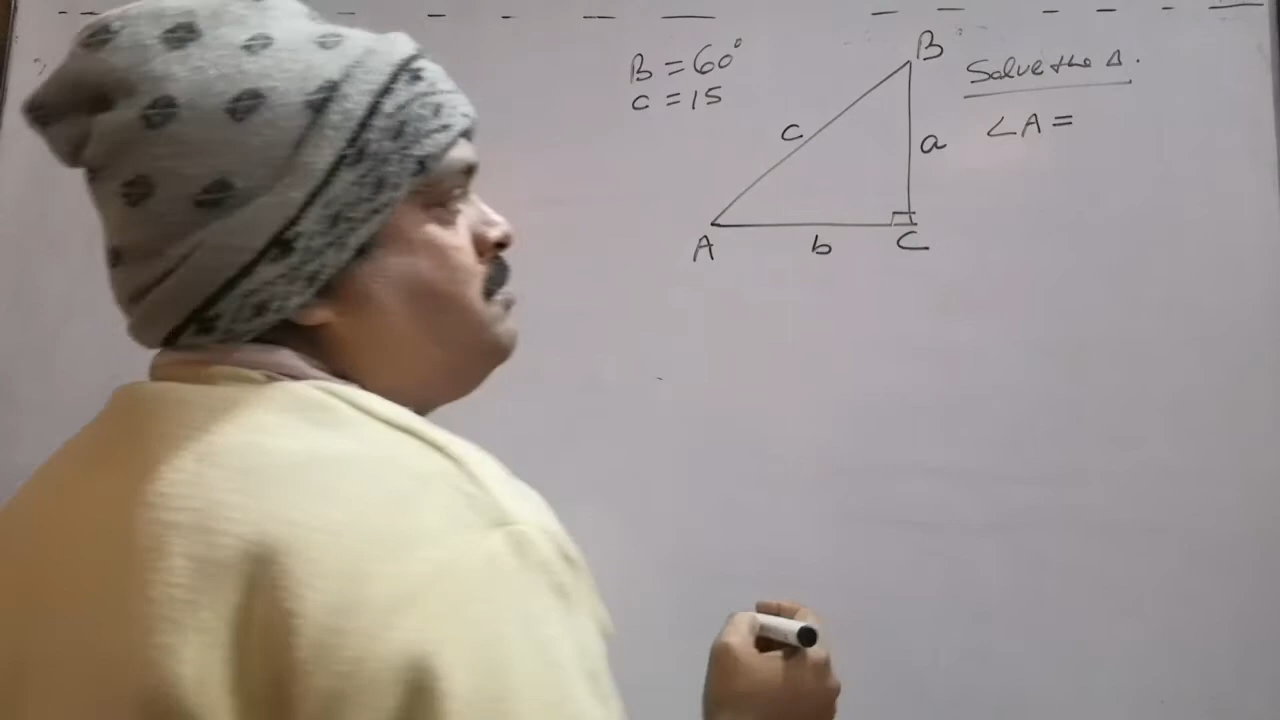 B = 60°
c = 15
B
Solve the Δ.
c
a
∠A =
A
b
C